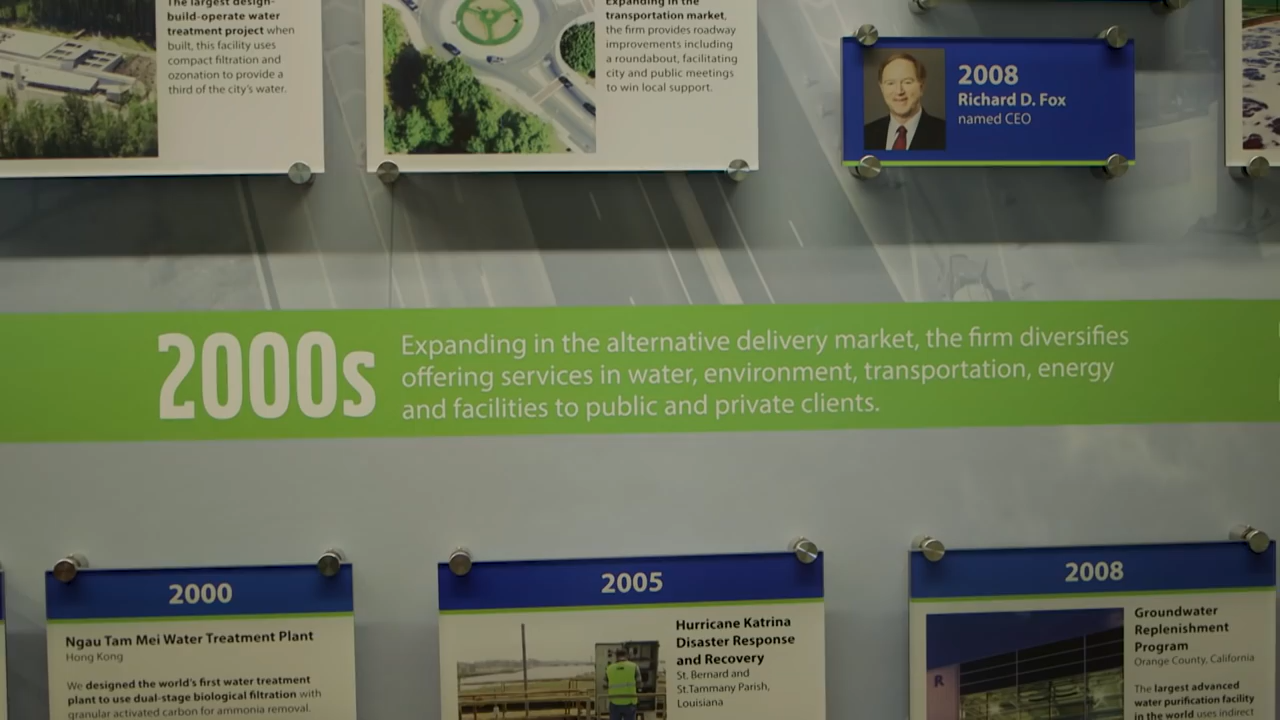 The largest design-
build-operate water
treatment project when
built, this facility uses
compact filtration and
ozonation to provide a
third of the city's water.
Expanding in the
transportation market,
the firm provides roadway
improvements including
a roundabout, facilitating
city and public meetings
to win local support.
2008
Richard D. Fox
named CEO
2000s
Expanding in the alternative delivery market, the firm diversifies
offering services in water, environment, transportation, energy
and facilities to public and private clients.
2000
Ngau Tam Mei Water Treatment Plant
Hong Kong
We designed the world's first water treatment
plant to use dual-stage biological filtration with
granular activated carbon for ammonia removal.
2005
Hurricane Katrina
Disaster Response
and Recovery
St. Bernard and
St.Tammany Parish,
Louisiana
2008
R
Groundwater
Replenishment
Program
Orange County, California
The largest advanced
water purification facility
in the world uses indirect